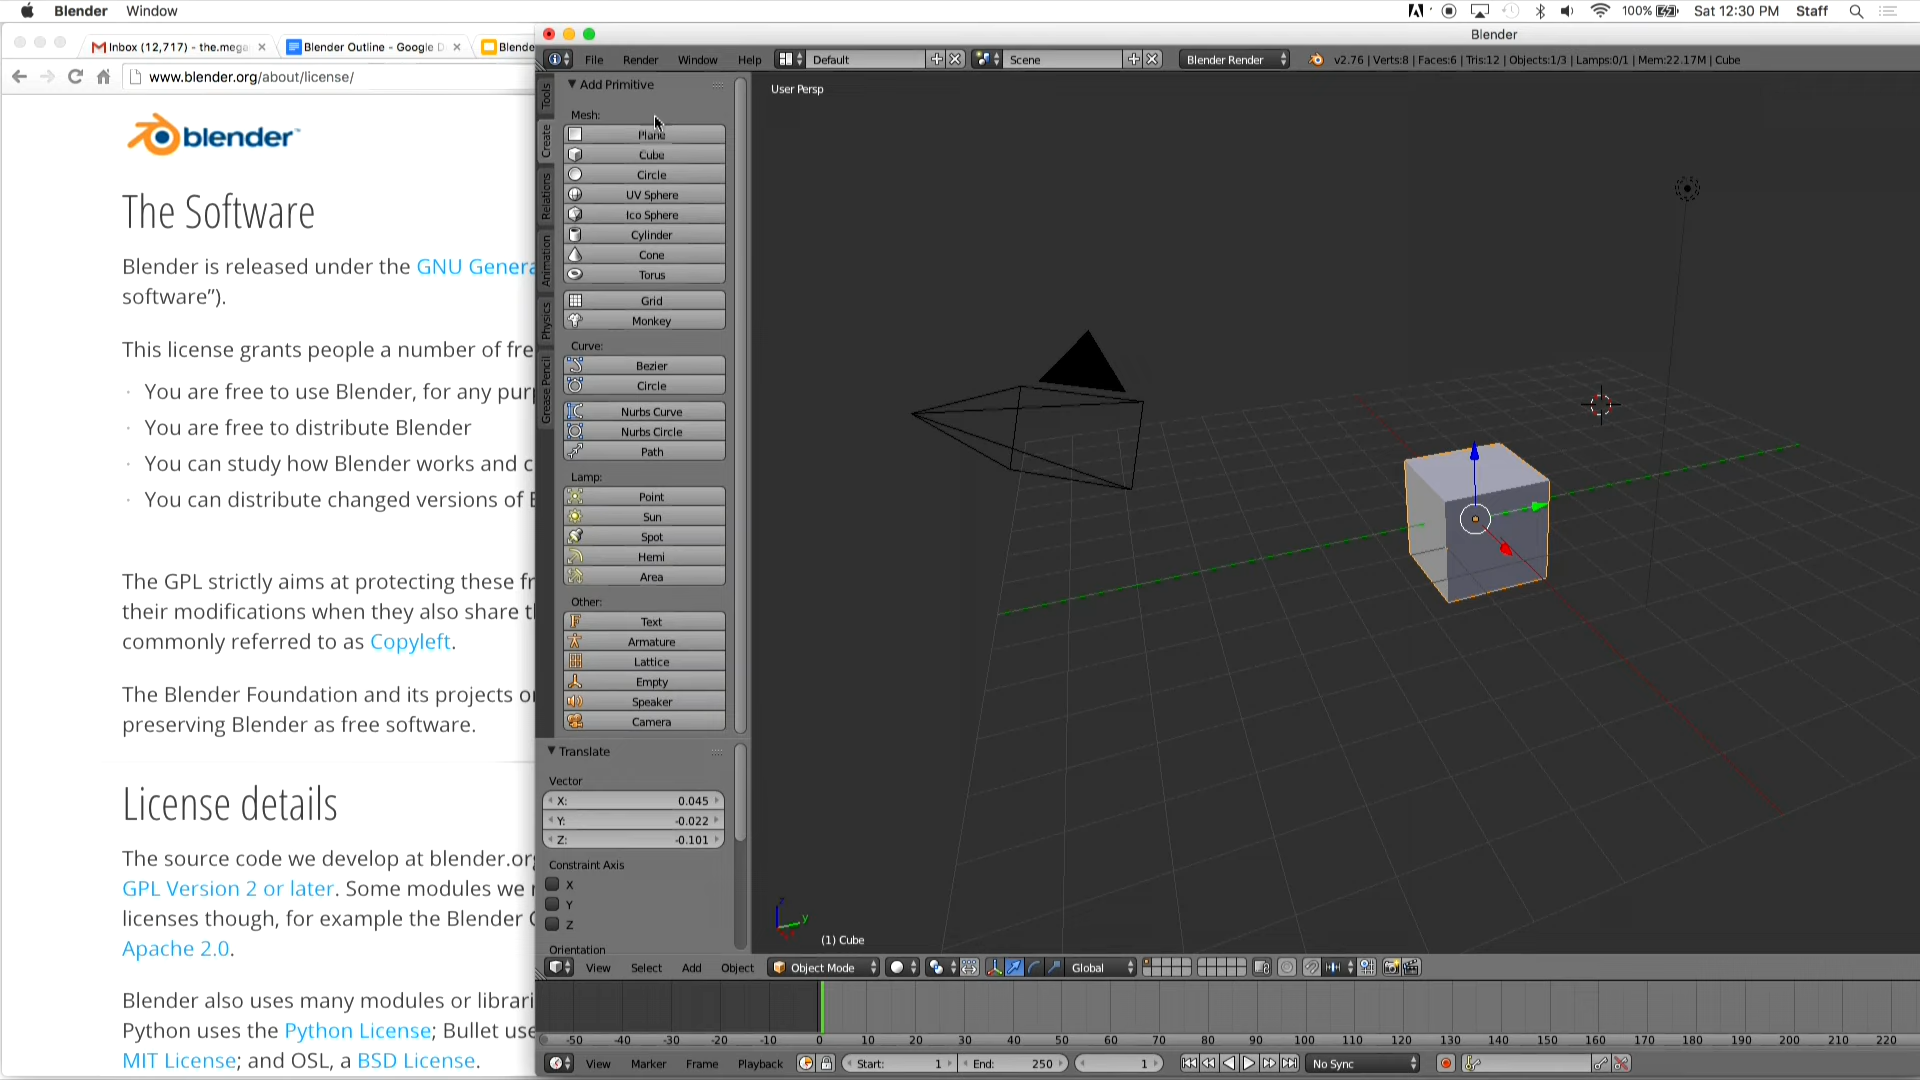 Blender Window
100% Sat 12:30 PM Staff
Inbox (12,717) - the.mega
Blender Outline - Google D
Blende
www.blender.org/about/license/
blender
The Software
Blender is released under the GNU Genera
software”).
This license grants people a number of fre
· You are free to use Blender, for any pur
· You are free to distribute Blender
· You can study how Blender works and c
· You can distribute changed versions of B
The GPL strictly aims at protecting these fr
their modifications when they also share t
commonly referred to as Copyleft.
The Blender Foundation and its projects o
preserving Blender as free software.
License details
The source code we develop at blender.or
GPL Version 2 or later. Some modules we
licenses though, for example the Blender
Apache 2.0.
Blender also uses many modules or librari
Python uses the Python License; Bullet use
MIT License; and OSL, a BSD License.
Blender
File Render Window Help Default Scene Blender Render v2.76 | Verts:8 | Faces:6 | Tris:12 | Objects:1/3 | Lamps:0/1 | Mem:22.17M | Cube
Tools
Create
Relations
Animation
Physics
Grease Pencil
Add Primitive
Mesh:
Plane
Cube
Circle
UV Sphere
Ico Sphere
Cylinder
Cone
Torus
Grid
Monkey
Curve:
Bezier
Circle
Nurbs Curve
Nurbs Circle
Path
Lamp:
Point
Sun
Spot
Hemi
Area
Other:
Text
Armature
Lattice
Empty
Speaker
Camera
Translate
Vector
X: 0.045
Y: -0.022
Z: -0.101
Constraint Axis
X
Y
Z
Orientation
User Persp
z
y
(1) Cube
View Select Add Object Object Mode Global
-50 -40 -30 -20 -10 0 10 20 30 40 50 60 70 80 90 100 110 120 130 140 150 160 170 180 190 200 210 220
View Marker Frame Playback Start: 1 End: 250 1 No Sync